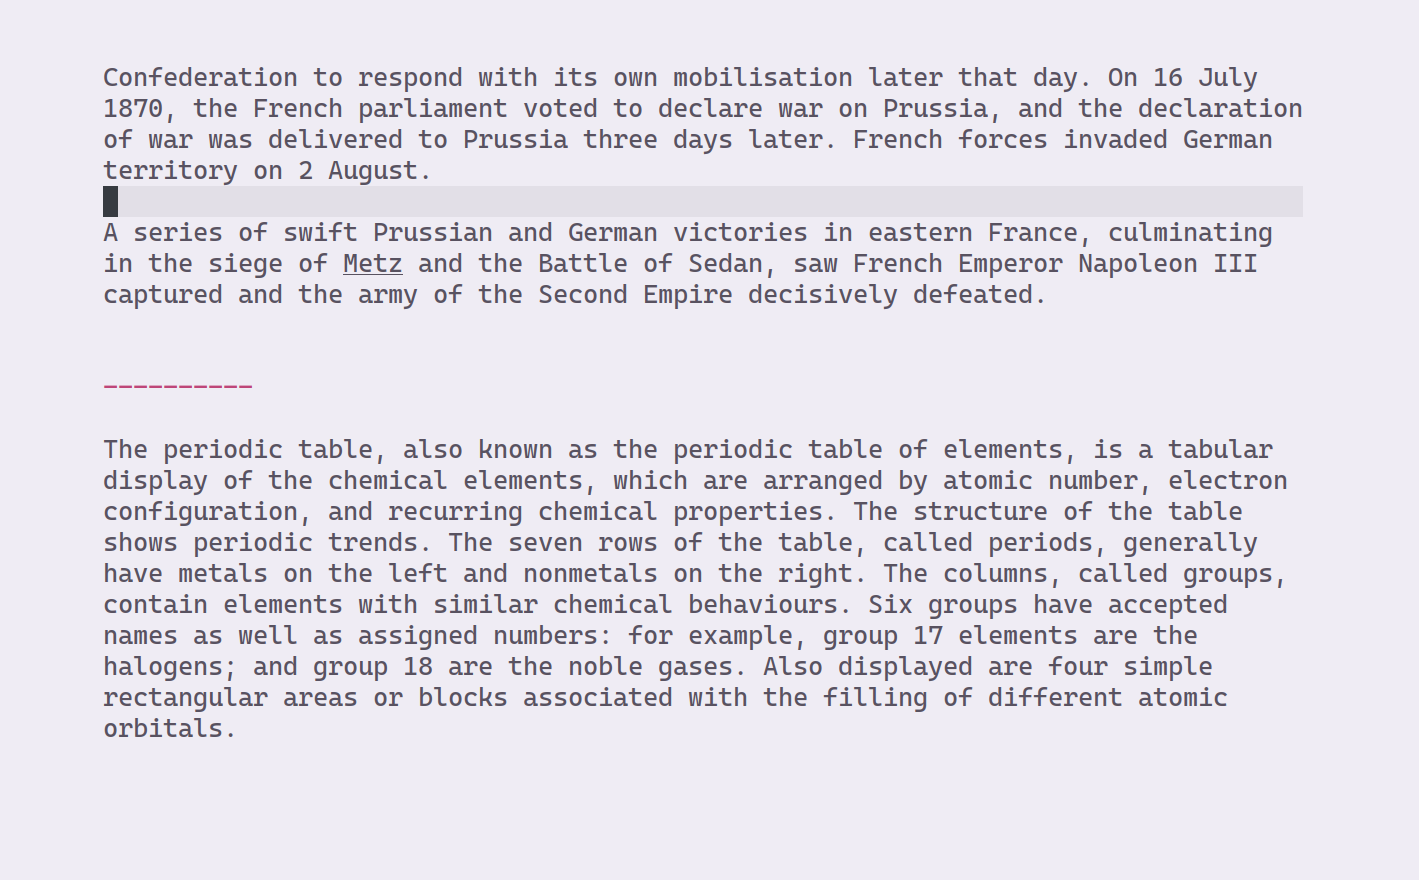 Confederation to respond with its own mobilisation later that day. On 16 July
1870, the French parliament voted to declare war on Prussia, and the declaration
of war was delivered to Prussia three days later. French forces invaded German
territory on 2 August.
A series of swift Prussian and German victories in eastern France, culminating
in the siege of Metz and the Battle of Sedan, saw French Emperor Napoleon III
captured and the army of the Second Empire decisively defeated.
----------
The periodic table, also known as the periodic table of elements, is a tabular
display of the chemical elements, which are arranged by atomic number, electron
configuration, and recurring chemical properties. The structure of the table
shows periodic trends. The seven rows of the table, called periods, generally
have metals on the left and nonmetals on the right. The columns, called groups,
contain elements with similar chemical behaviours. Six groups have accepted
names as well as assigned numbers: for example, group 17 elements are the
halogens; and group 18 are the noble gases. Also displayed are four simple
rectangular areas or blocks associated with the filling of different atomic
orbitals.